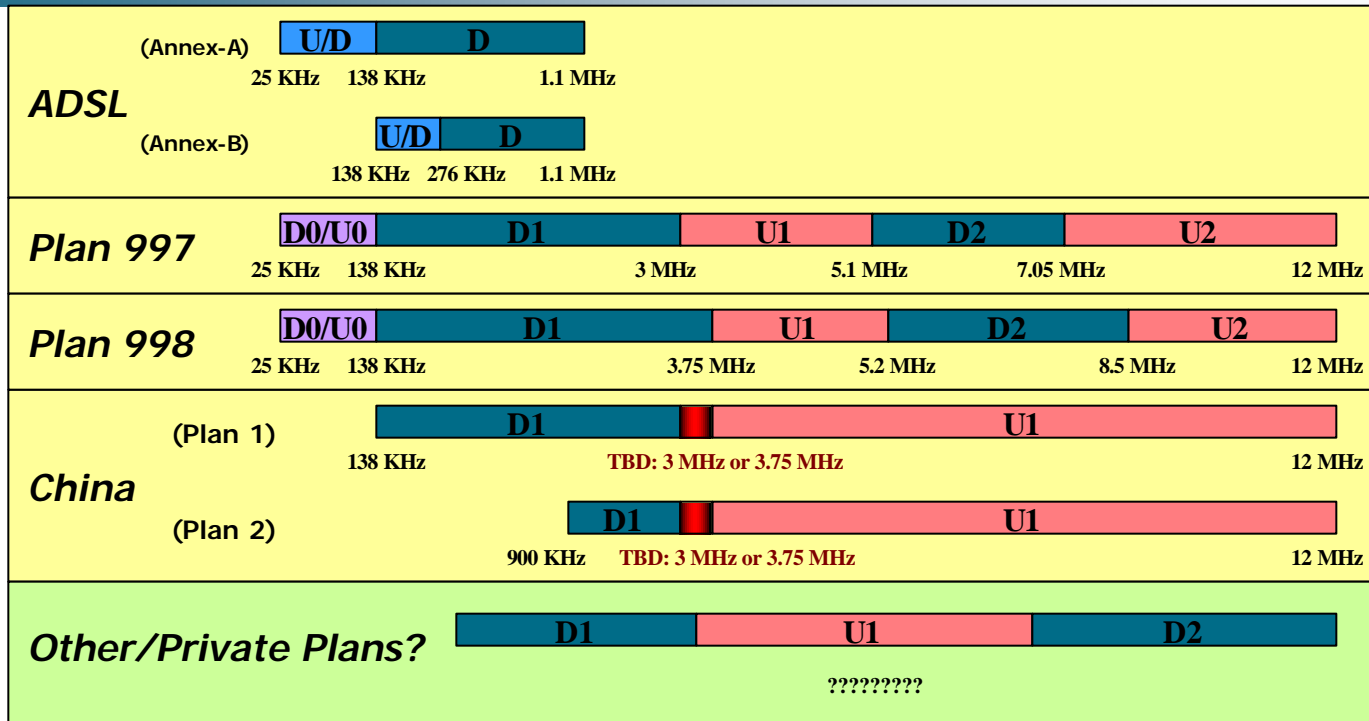 (Annex-A) U/D D
25 KHz 138 KHz 1.1 MHz
ADSL
(Annex-B) U/D D
138 KHz 276 KHz 1.1 MHz
Plan 997 D0/U0 D1 U1 D2 U2
25 KHz 138 KHz 3 MHz 5.1 MHz 7.05 MHz 12 MHz
Plan 998 D0/U0 D1 U1 D2 U2
25 KHz 138 KHz 3.75 MHz 5.2 MHz 8.5 MHz 12 MHz
(Plan 1) D1 U1
138 KHz TBD: 3 MHz or 3.75 MHz 12 MHz
China
(Plan 2) D1 U1
900 KHz TBD: 3 MHz or 3.75 MHz 12 MHz
Other/Private Plans? D1 U1 D2
?????????